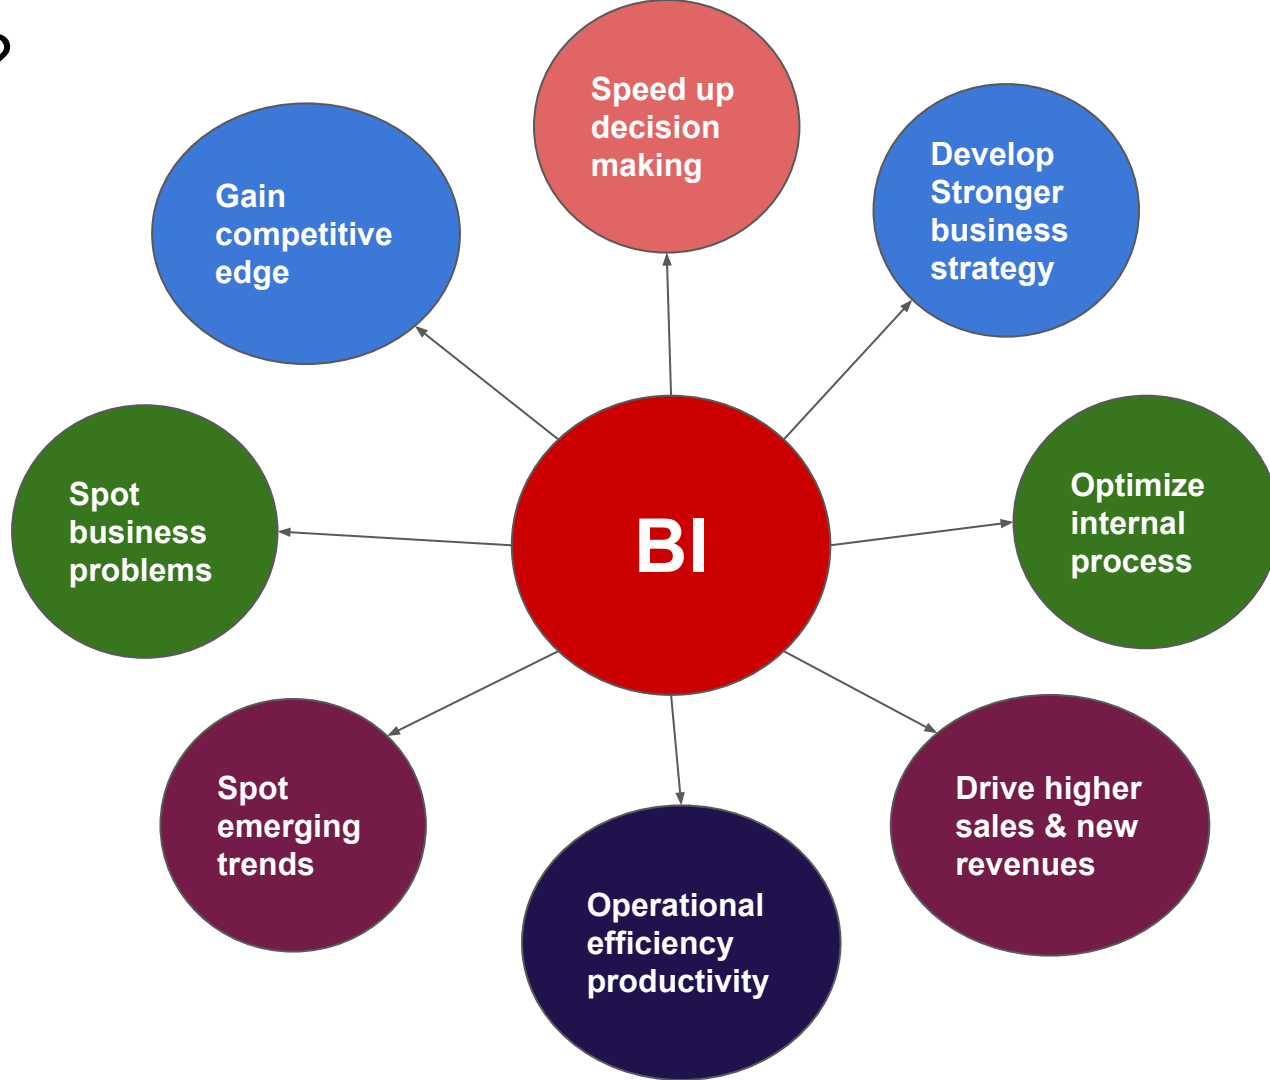 Speed up
decision
making
Develop
Stronger
business
strategy
Gain
competitive
edge
Optimize
internal
process
Spot
business
problems
BI
Spot
emerging
trends
Drive higher
sales & new
revenues
Operational
efficiency
productivity